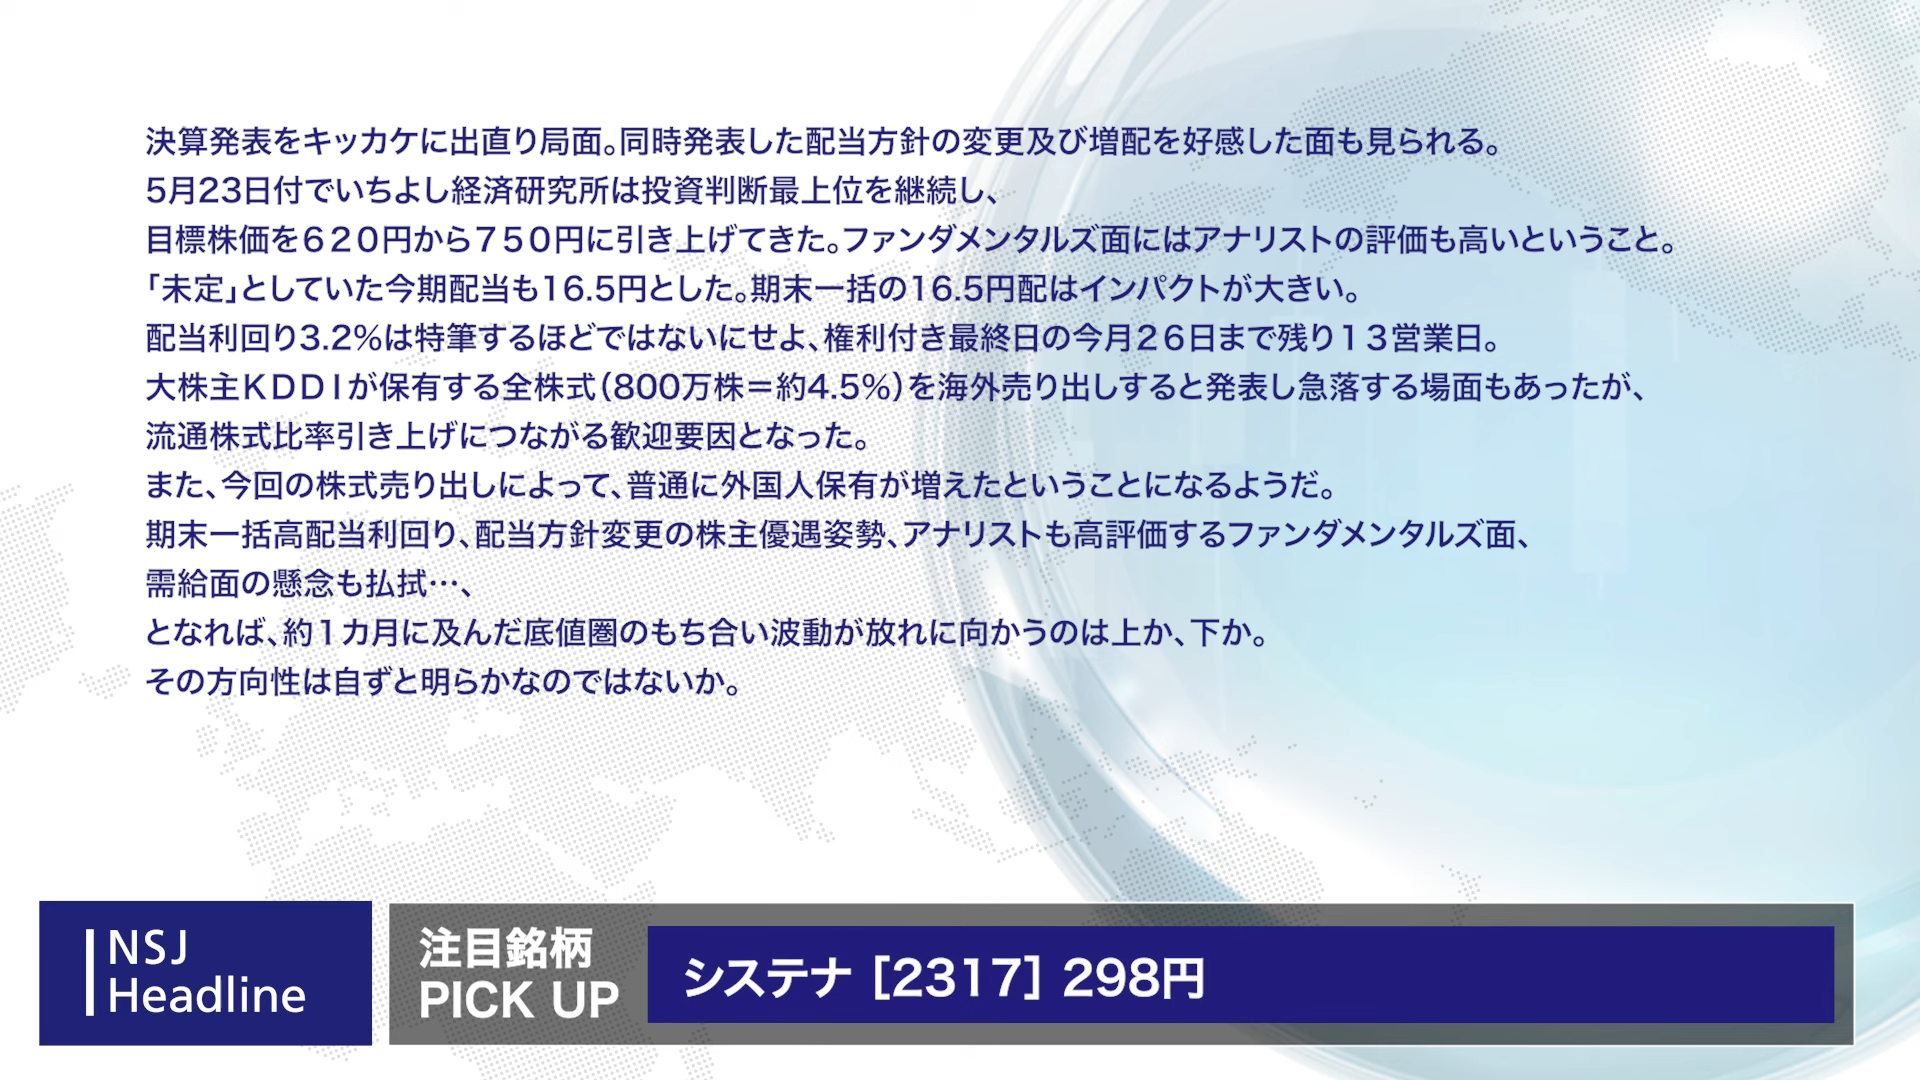 決算発表をキッカケに出直り局面。同時発表した配当方針の変更及び増配を好感した面も見られる。
5月23日付でいちよし経済研究所は投資判断最上位を継続し、
目標株価を６２０円から７５０円に引き上げてきた。ファンダメンタルズ面にはアナリストの評価も高いということ。
「未定」としていた今期配当も16.5円とした。期末一括の16.5円配はインパクトが大きい。
配当利回り3.2%は特筆するほどではないにせよ、権利付き最終日の今月２６日まで残り１３営業日。
大株主ＫＤＤＩが保有する全株式（800万株＝約4.5%）を海外売り出しすると発表し急落する場面もあったが、
流通株式比率引き上げにつながる歓迎要因となった。
また、今回の株式売り出しによって、普通に外国人保有が増えたということになるようだ。
期末一括高配当利回り、配当方針変更の株主優遇姿勢、アナリストも高評価するファンダメンタルズ面、
需給面の懸念も払拭…、
となれば、約１カ月に及んだ底値圏のもち合い波動が放れに向かうのは上か、下か。
その方向性は自ずと明らかなのではないか。
NSJ
Headline
注目銘柄
PICK UP
システナ [2317] 298円